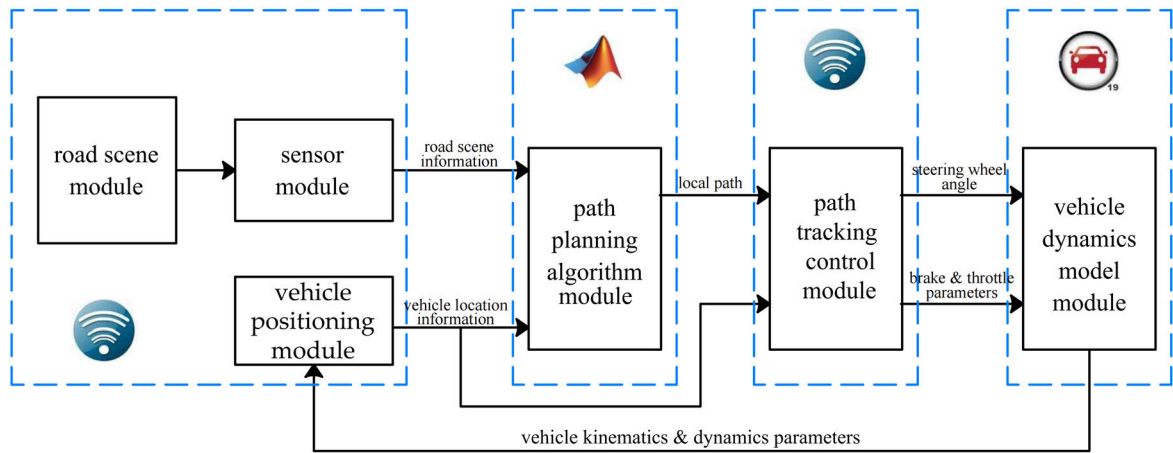 road scene
module
sensor
module
road scene
information
vehicle
positioning
module
vehicle location
information
path
planning
algorithm
module
local path
path
tracking
control
module
steering wheel
angle
brake & throttle
parameters
19
vehicle
dynamics
model
module
vehicle kinematics & dynamics parameters